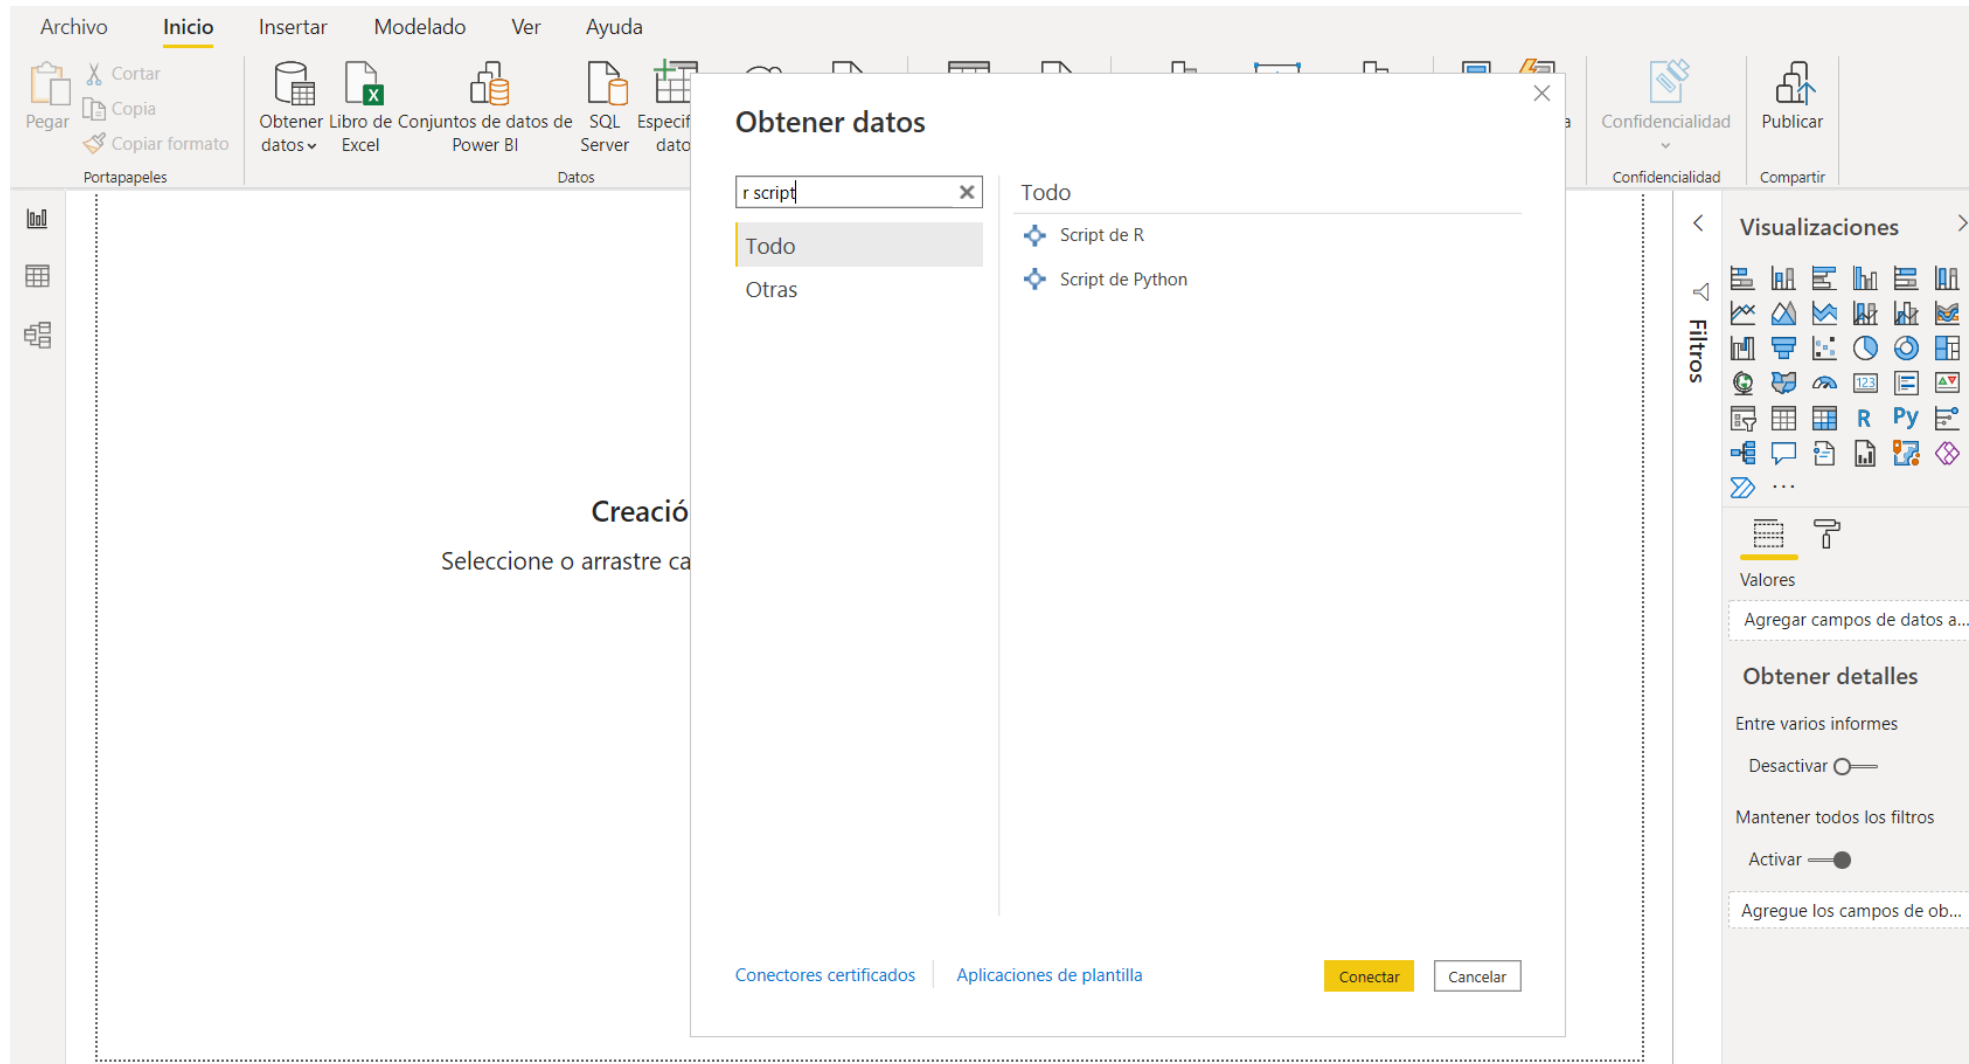 Archivo Inicio Insertar Modelado Ver Ayuda
Pegar
Cortar
Copia
Copiar formato
Portapapeles
Obtener datos
Libro de Excel
Conjuntos de datos de Power BI
SQL Server
Especif
dato
Datos
a
Confidencialidad
Confidencialidad
Publicar
Compartir
Creació
Seleccione o arrastre ca
Obtener datos
r script
Todo
Otras
Todo
Script de R
Script de Python
Conectores certificados
Aplicaciones de plantilla
Conectar
Cancelar
Filtros
Visualizaciones
123
R
Py
...
Valores
Agregar campos de datos a...
Obtener detalles
Entre varios informes
Desactivar
Mantener todos los filtros
Activar
Agregue los campos de ob...